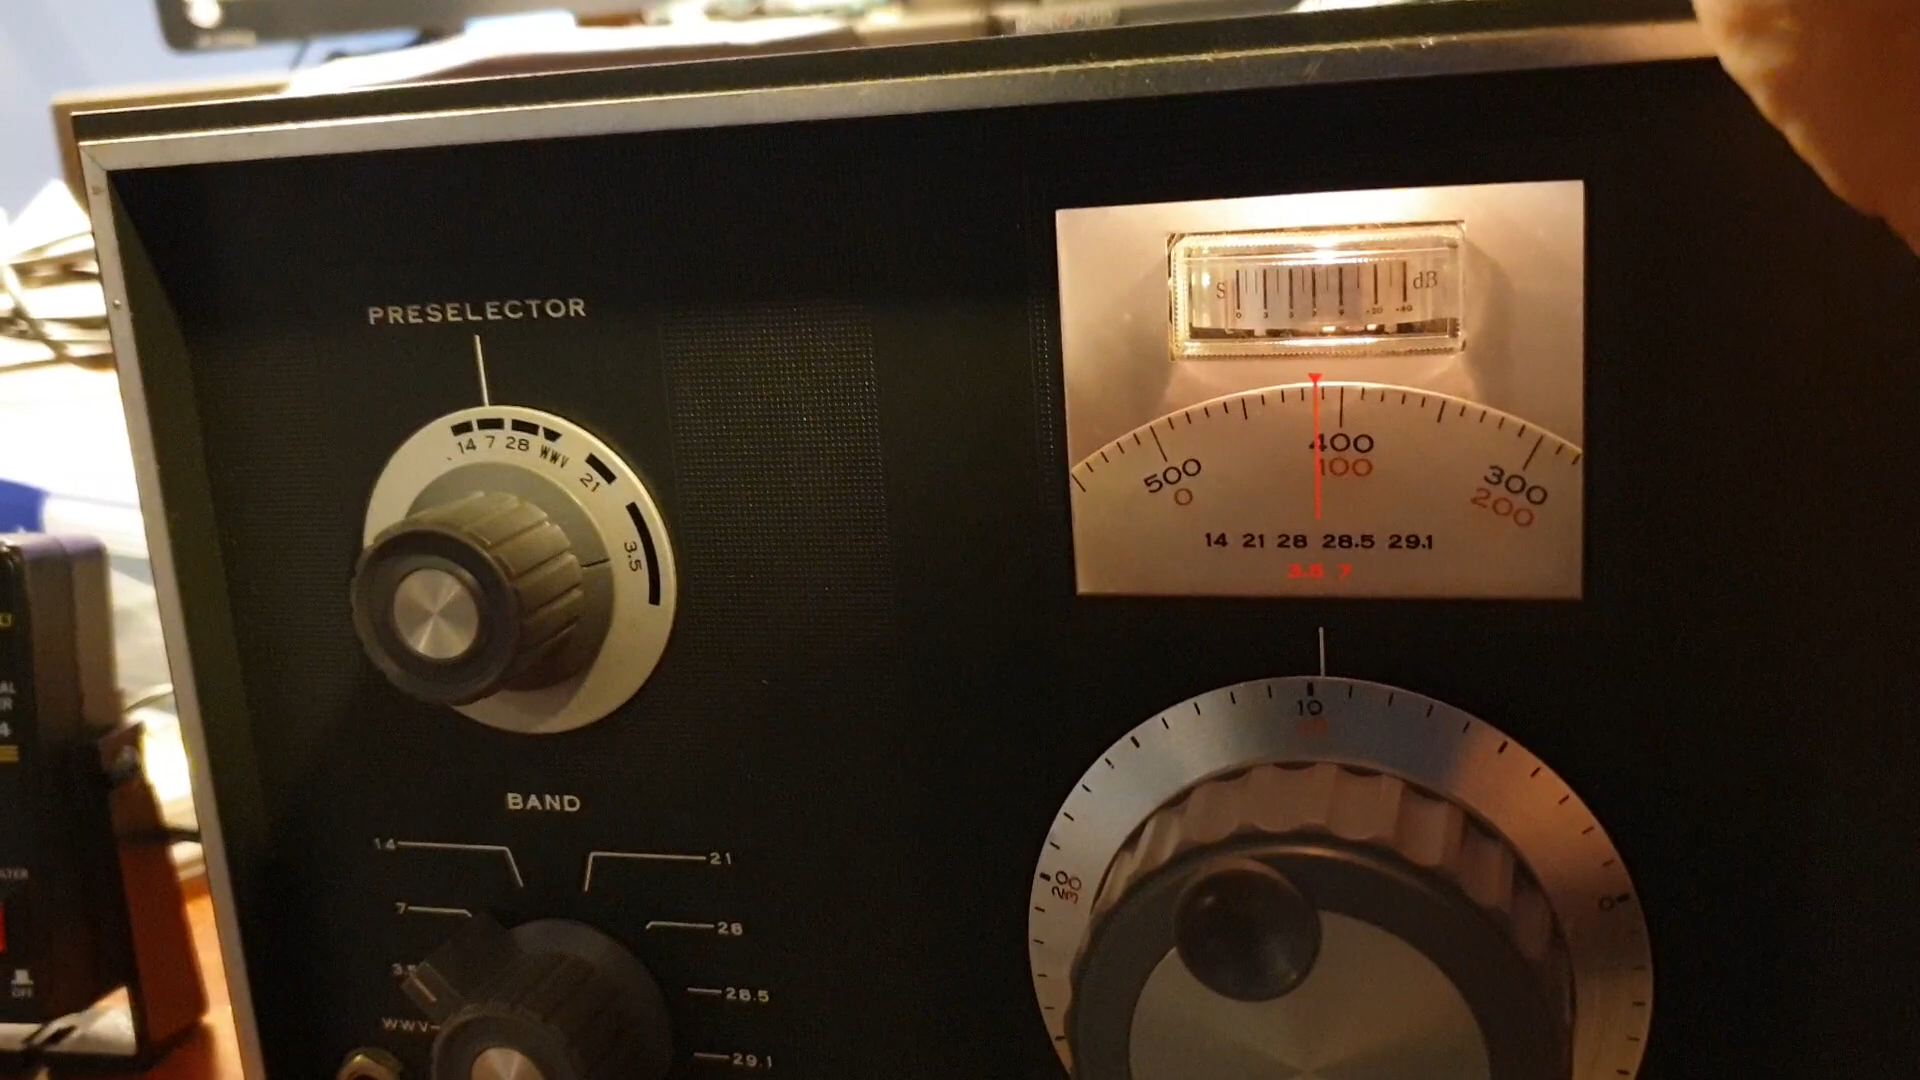 PRESELECTOR
14 7 28 WWV 21 3.5
S 0 3 5 7 9 +20 +40 dB
500 400 300
0 100 200
14 21 28 28.5 29.1
3.5 7
10
20
30
0
BAND
14 21
7 28
3.5 28.5
WWV 29.1
OFF